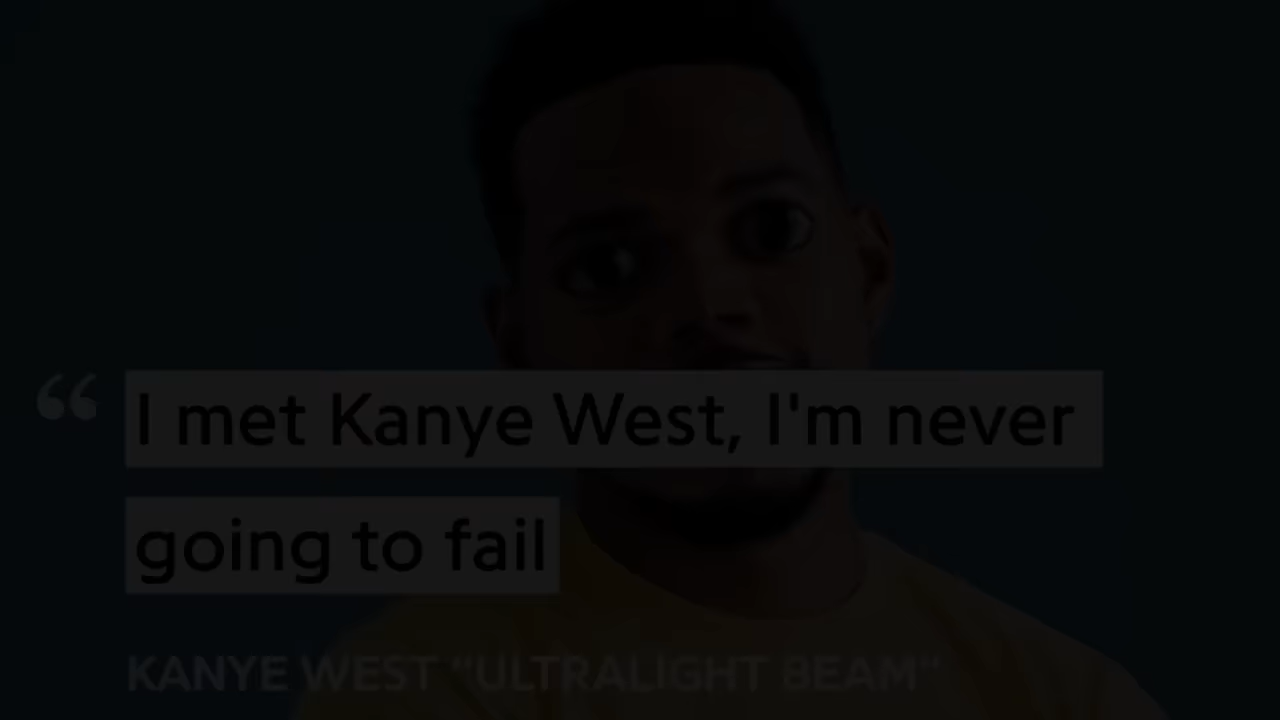 “ I met Kanye West, I'm never
going to fail
KANYE WEST “ULTRALIGHT BEAM”